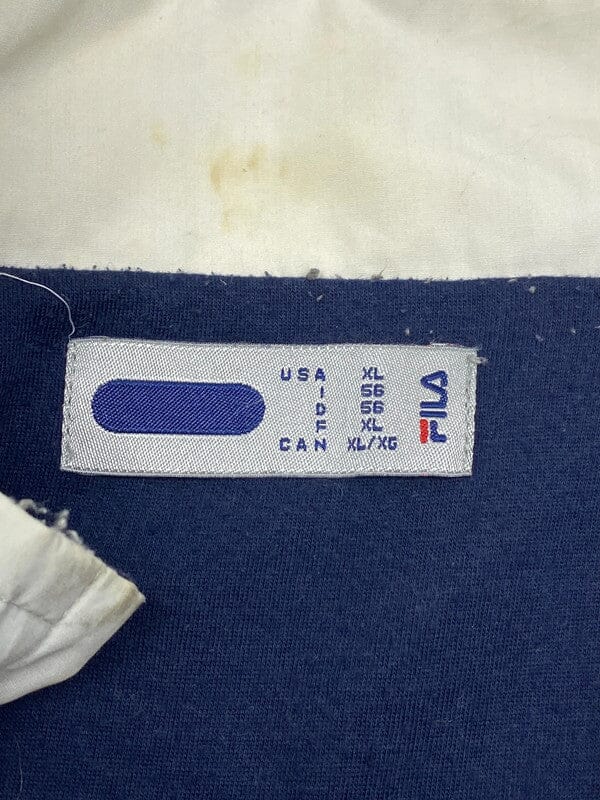 USA XL
I 56
D 56
F XL
CAN XL/XG
FILA